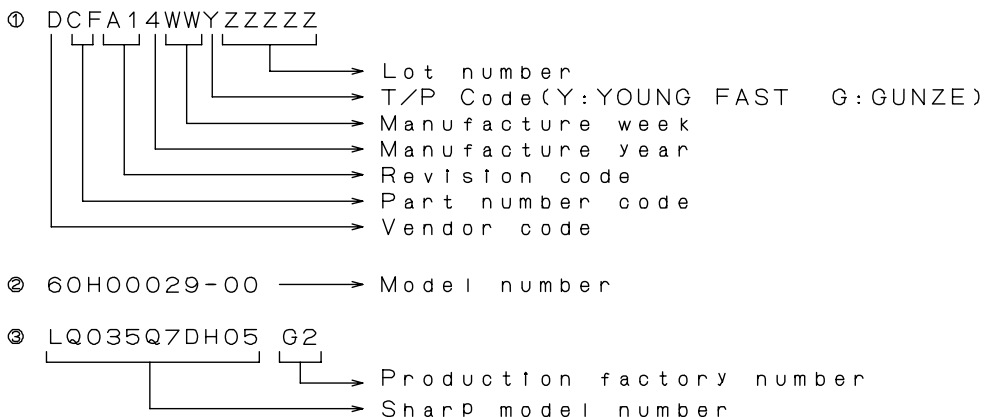 ① DCFA14WWYZZZZZ
Lot number
T/P Code(Y:YOUNG FAST G:GUNZE)
Manufacture week
Manufacture year
Revision code
Part number code
Vendor code
② 60H00029-00 Model number
③ LQ035Q7DH05 G2
Production factory number
Sharp model number